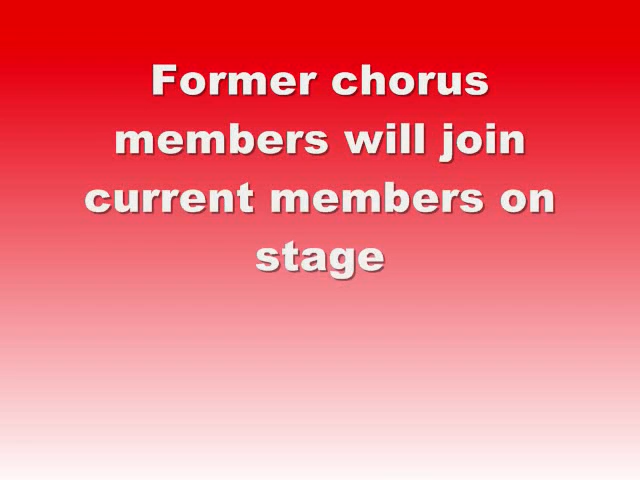 Former chorus
members will join
current members on
stage